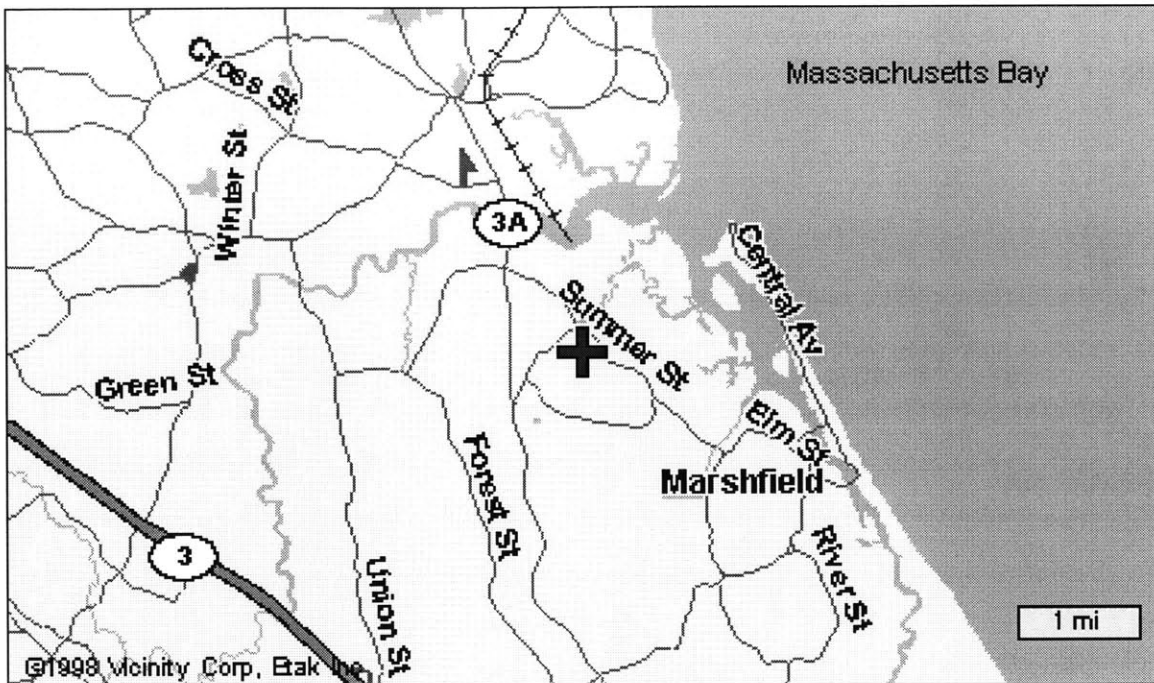 Massachusetts Bay
Cross St
Winter St
3A
Central Av
Summer St
Green St
Elm St
Forest St
Marshfield
3
River St
Union St
1 mi
©1998 Vicinity Corp, Etak Inc